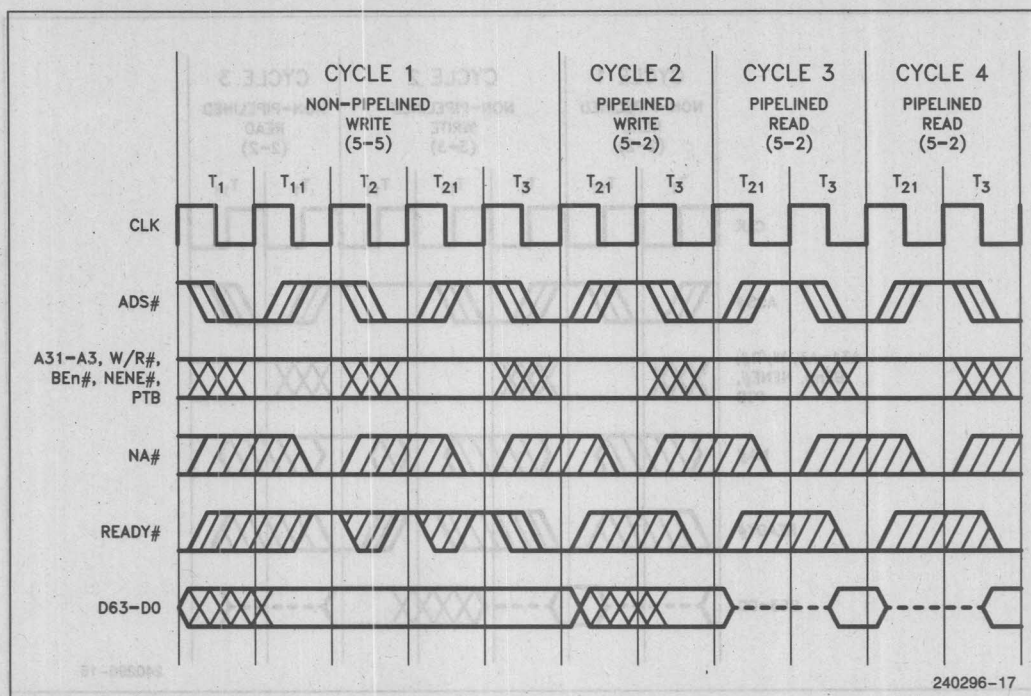 CYCLE 1 CYCLE 2 CYCLE 3 CYCLE 4
NON-PIPELINED PIPELINED PIPELINED PIPELINED
WRITE WRITE READ READ
(5-5) (5-2) (5-2) (5-2)
T1 T11 T2 T21 T3 T21 T3 T21 T3 T21 T3
CLK
ADS#
A31-A3, W/R#,
BEn#, NENE#,
PTB
NA#
READY#
D63-D0
240296-17